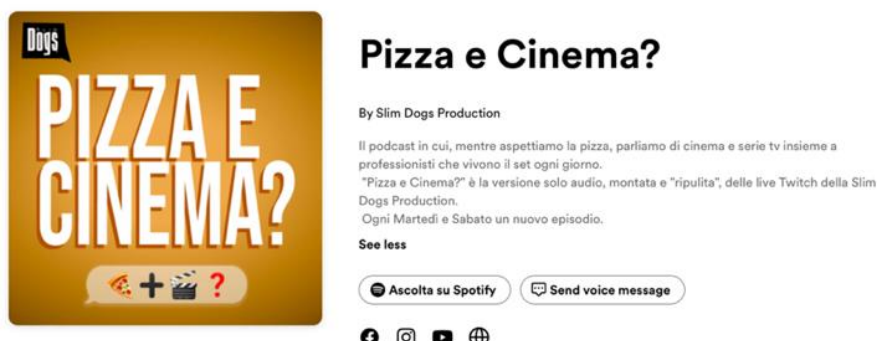 Dogs
PIZZA E
CINEMA?
Pizza e Cinema?
By Slim Dogs Production
Il podcast in cui, mentre aspettiamo la pizza, parliamo di cinema e serie tv insieme a
professionisti che vivono il set ogni giorno.
"Pizza e Cinema?" è la versione solo audio, montata e "ripulita", delle live Twitch della Slim
Dogs Production.
Ogni Martedì e Sabato un nuovo episodio.
See less
Ascolta su Spotify
Send voice message